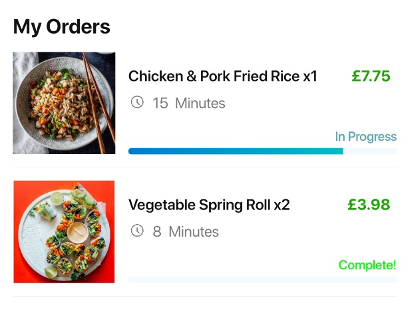 My Orders
Chicken & Pork Fried Rice x1 £7.75
15 Minutes
In Progress
Vegetable Spring Roll x2 £3.98
8 Minutes
Complete!